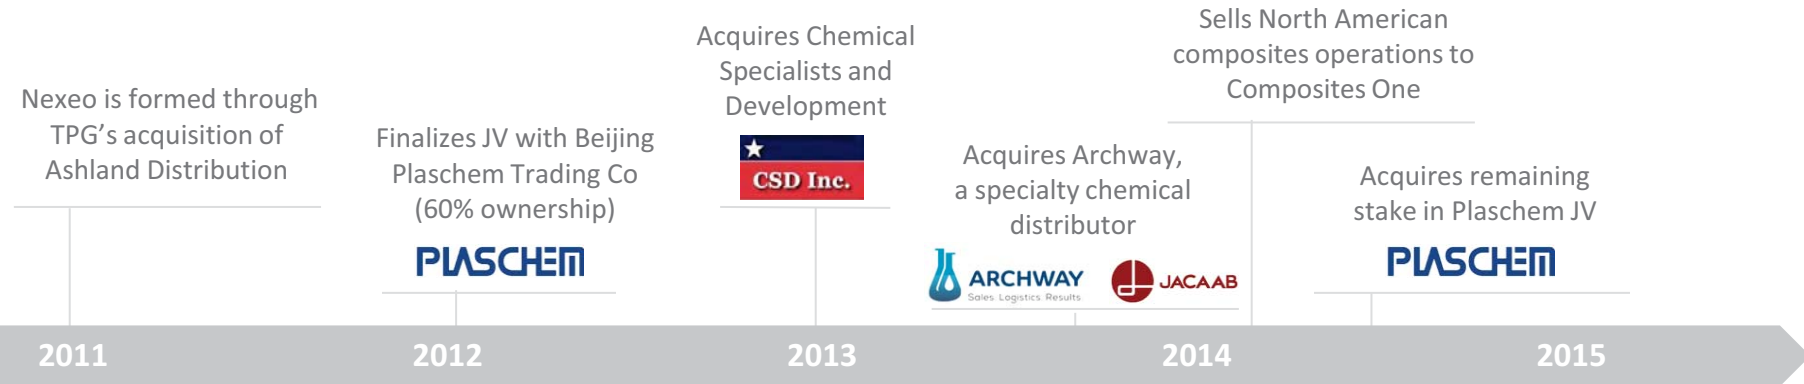 Nexeo is formed through
TPG’s acquisition of
Ashland Distribution
Finalizes JV with Beijing
Plaschem Trading Co
(60% ownership)
PLASCHEM
Acquires Chemical
Specialists and
Development
CSD Inc.
Acquires Archway,
a specialty chemical
distributor
ARCHWAY
Sales Logistics Results
JACAAB
Sells North American
composites operations to
Composites One
Acquires remaining
stake in Plaschem JV
PLASCHEM
2011
2012
2013
2014
2015